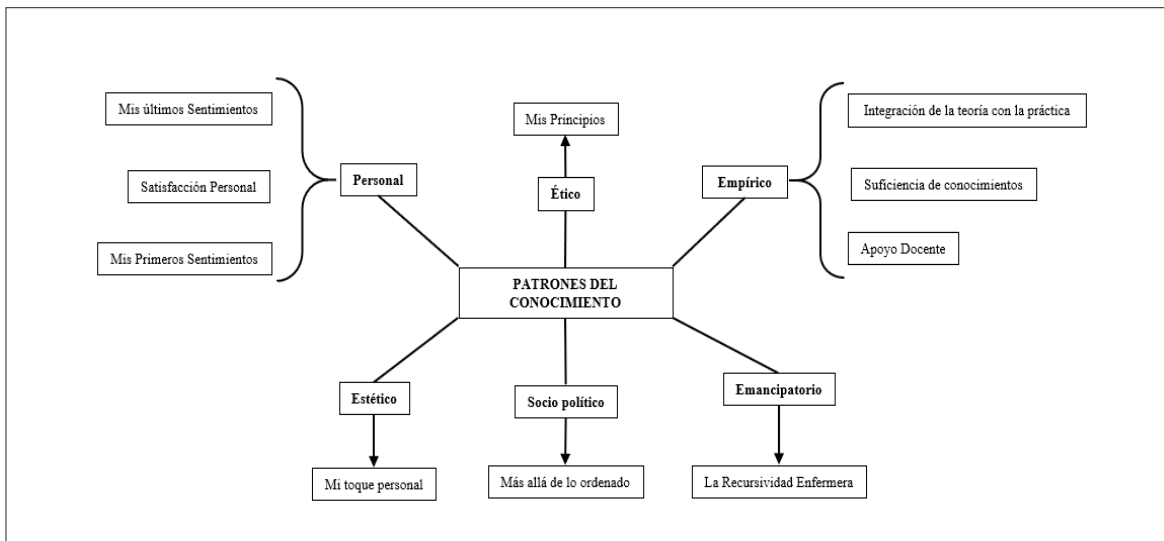 Mis últimos Sentimientos
Satisfacción Personal
Mis Primeros Sentimientos
Personal
Mis Principios
Ético
Empírico
Integración de la teoría con la práctica
Suficiencia de conocimientos
Apoyo Docente
PATRONES DEL
CONOCIMIENTO
Estético
Mi toque personal
Socio político
Más allá de lo ordenado
Emancipatorio
La Recursividad Enfermera